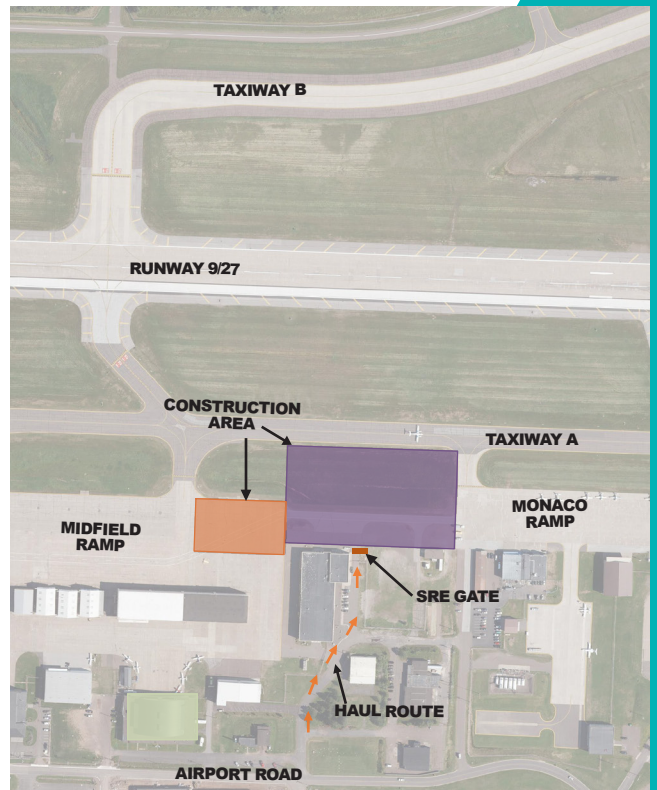 TAXIWAY B
RUNWAY 9/27
CONSTRUCTION
AREA
TAXIWAY A
MONACO
RAMP
MIDFIELD
RAMP
SRE GATE
HAUL ROUTE
AIRPORT ROAD